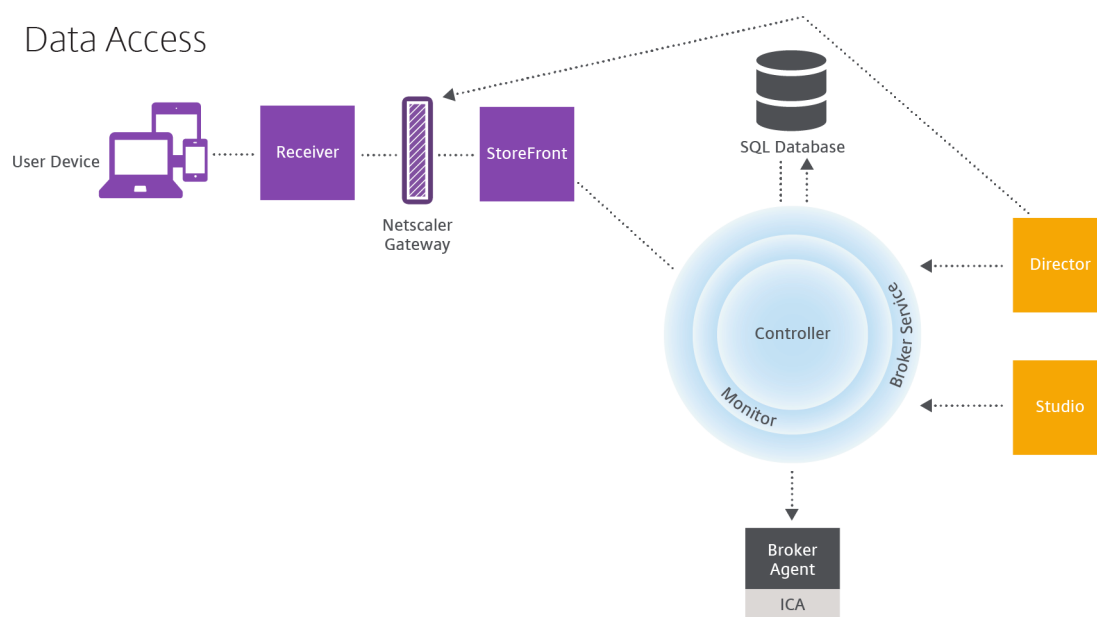 Data Access
User Device
Receiver
Netscaler
Gateway
StoreFront
SQL Database
Director
Controller
Broker Service
Monitor
Studio
Broker
Agent
ICA